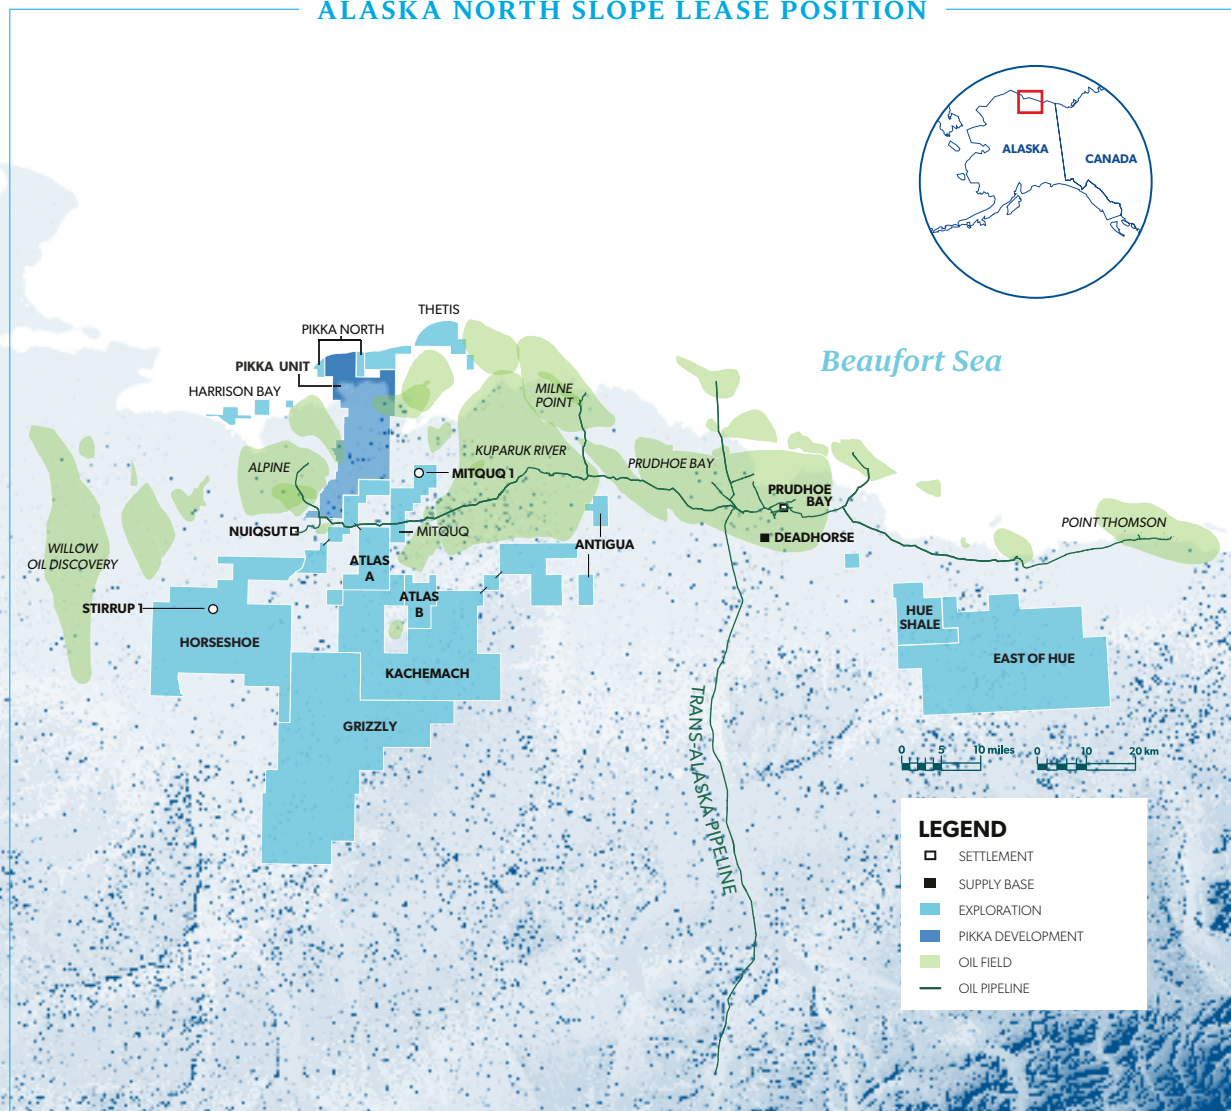 ALASKA NORTH SLOPE LEASE POSITION
ALASKA
CANADA
THETIS
PIKKA NORTH
PIKKA UNIT
HARRISON BAY
Beaufort Sea
MILNE
POINT
KUPARUK RIVER
ALPINE
MITQUQ 1
PRUDHOE BAY
PRUDHOE
BAY
NUIQSUT
MITQUQ
ANTIGUA
DEADHORSE
POINT THOMSON
WILLOW
OIL DISCOVERY
ATLAS
A
ATLAS
B
STIRRUP 1
HORSESHOE
HUE
SHALE
EAST OF HUE
KACHEMACH
GRIZZLY
TRANS-ALASKA PIPELINE
0 5 10 miles
0 10 20 km
LEGEND
SETTLEMENT
SUPPLY BASE
EXPLORATION
PIKKA DEVELOPMENT
OIL FIELD
OIL PIPELINE